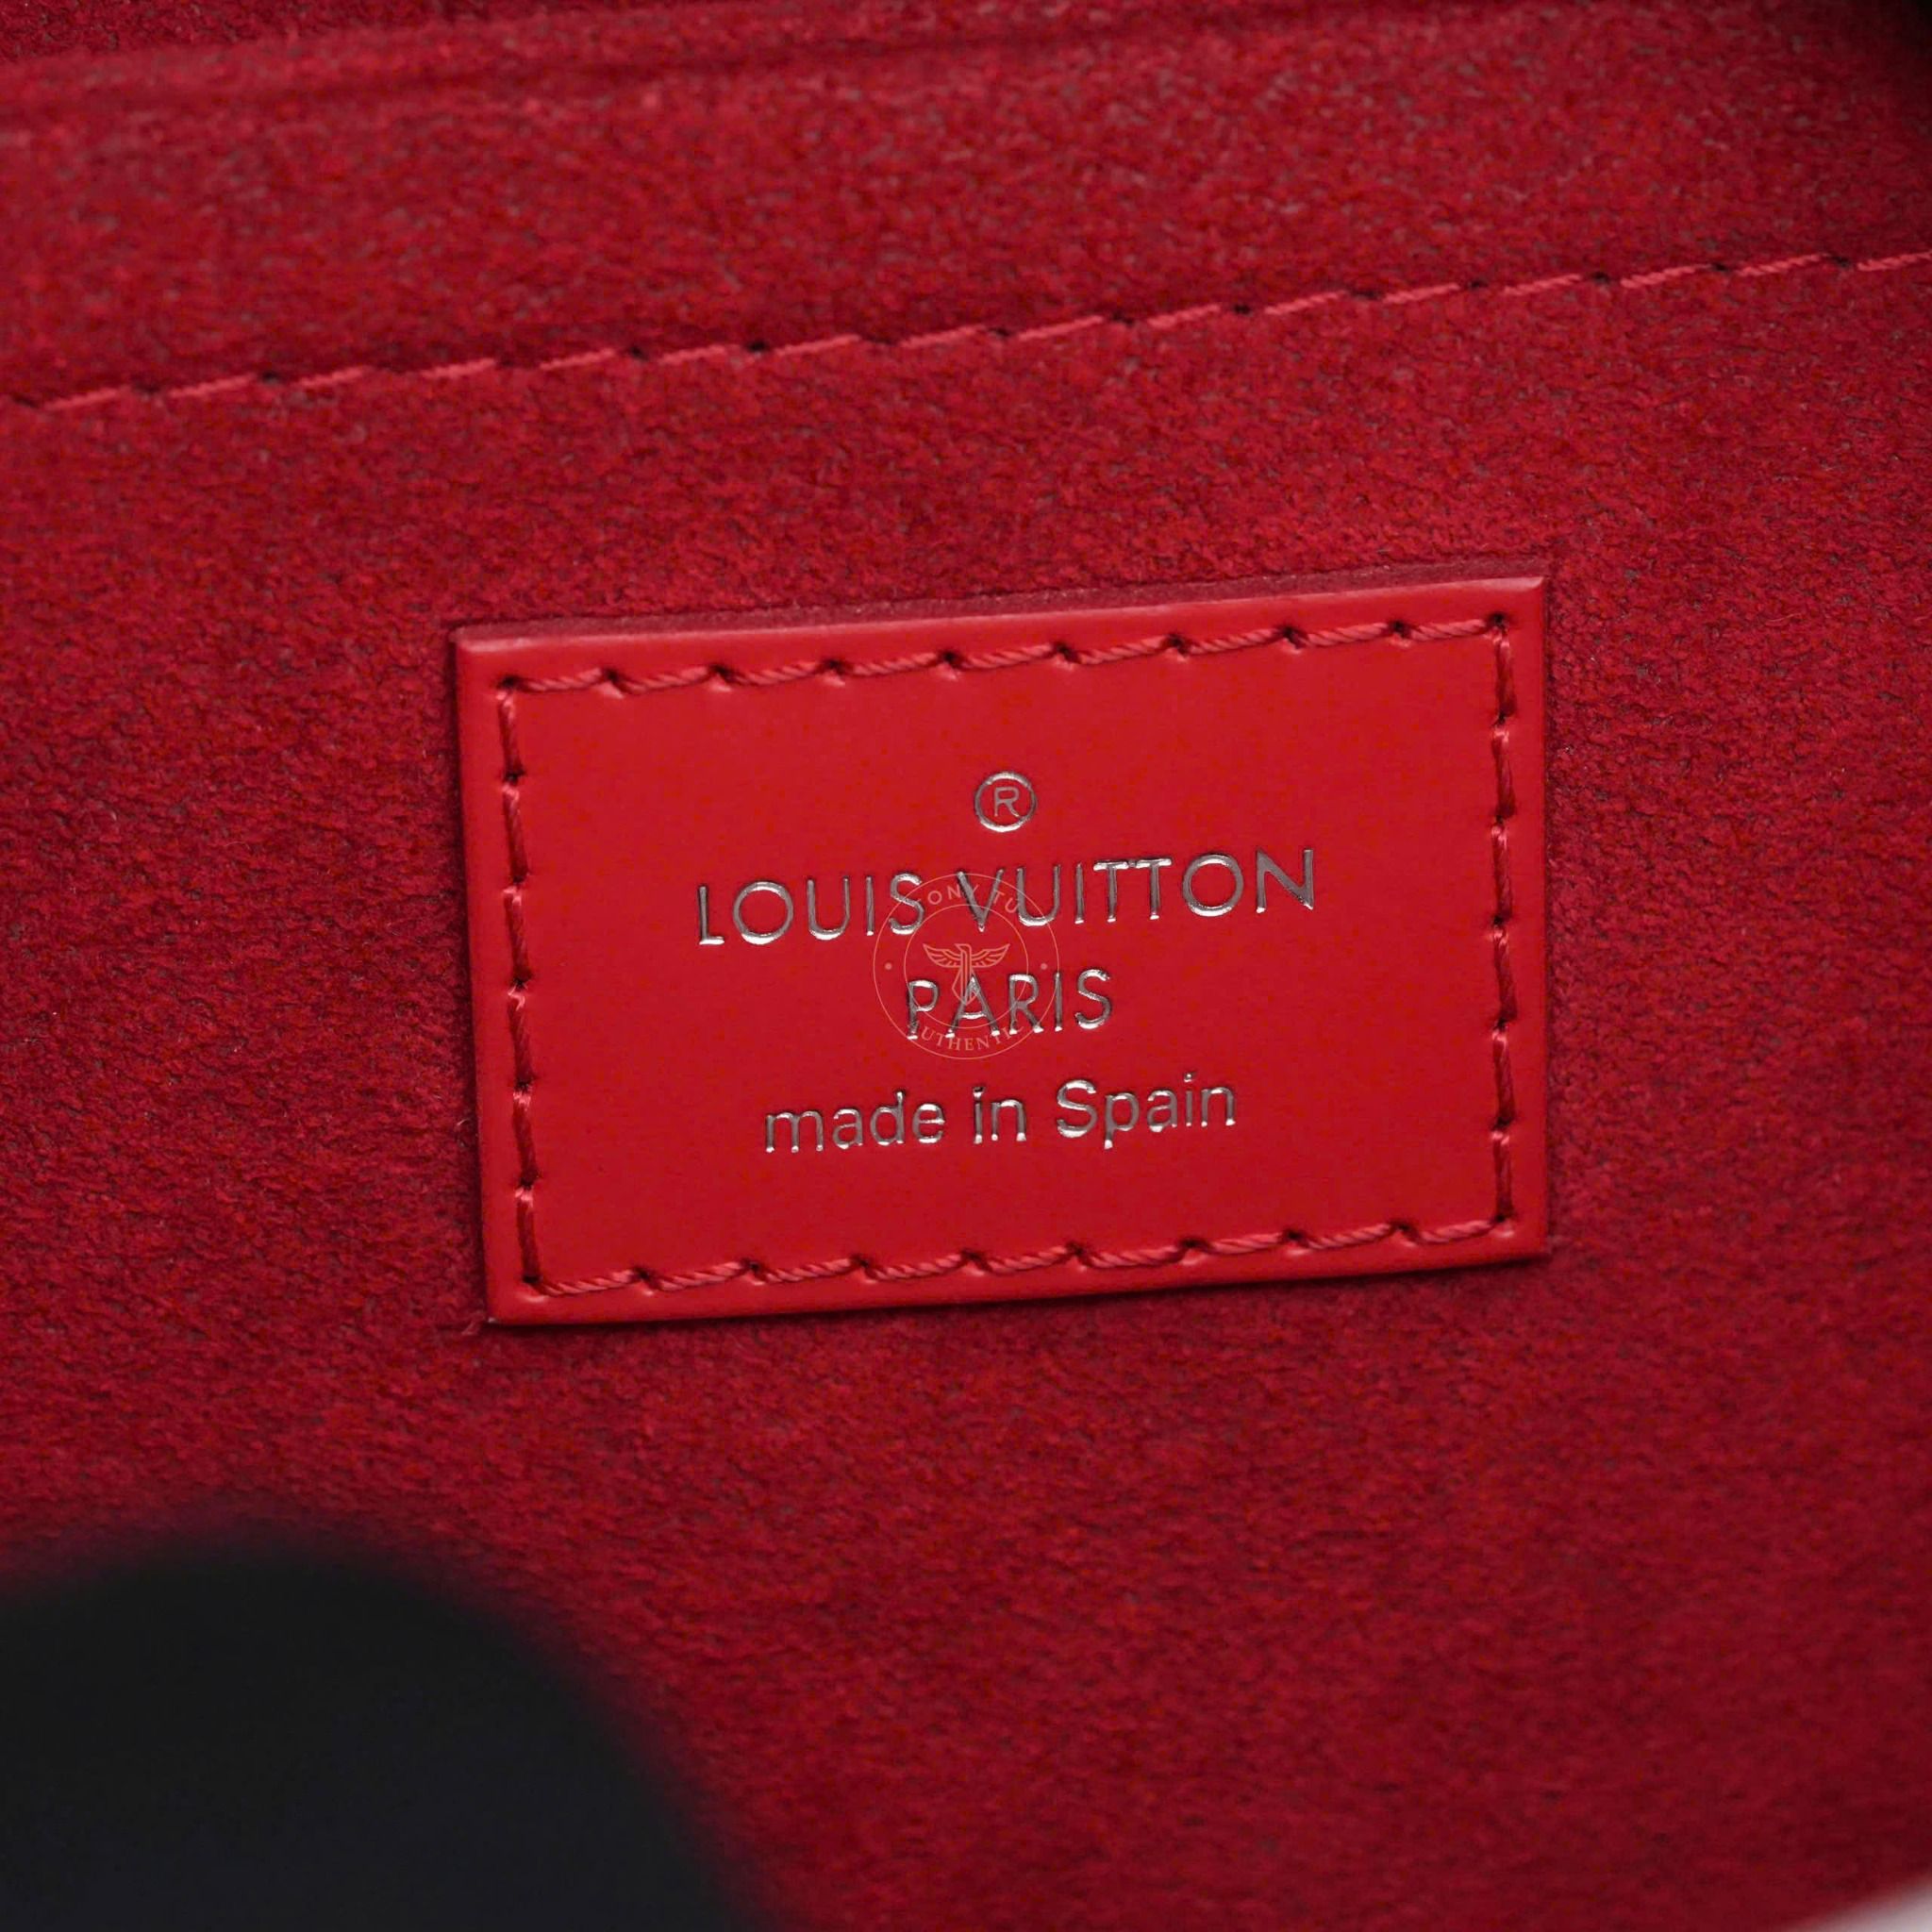 ®
LOUIS VUITTON
PARIS
made in Spain